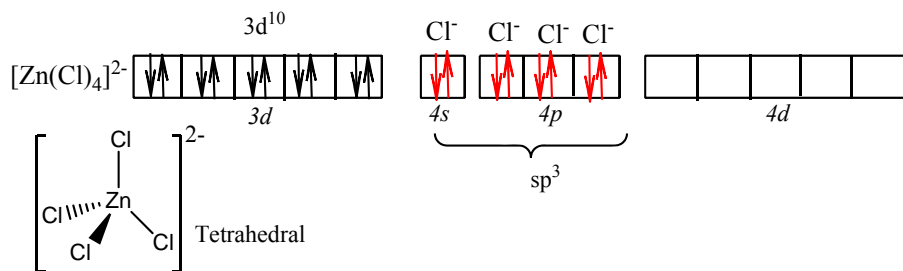 3d¹⁰
Cl⁻ Cl⁻ Cl⁻ Cl⁻
[Zn(Cl)₄]²⁻
3d 4s 4p 4d
sp³
2-
Cl
Zn
Cl
Cl
Cl
Tetrahedral